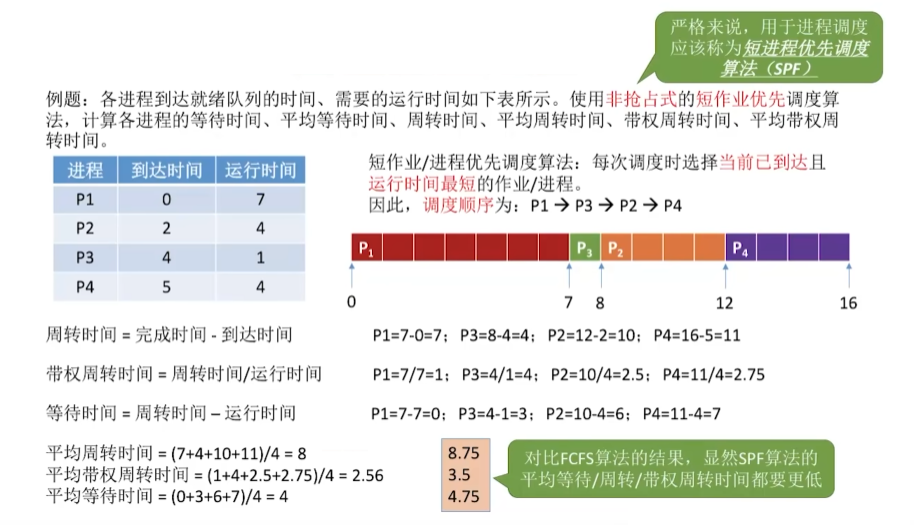 严格来说，用于进程调度
应该称为短进程优先调度
算法（SPF）
例题：各进程到达就绪队列的时间、需要的运行时间如下表所示。使用非抢占式的短作业优先调度算
法，计算各进程的等待时间、平均等待时间、周转时间、平均周转时间、带权周转时间、平均带权周
转时间。
进程 到达时间 运行时间
P1 0 7
P2 2 4
P3 4 1
P4 5 4
短作业/进程优先调度算法：每次调度时选择当前已到达且
运行时间最短的作业/进程。
因此，调度顺序为：P1 → P3 → P2 → P4
P1 P3 P2 P4
0 7 8 12 16
周转时间 = 完成时间 - 到达时间 P1=7-0=7；P3=8-4=4；P2=12-2=10；P4=16-5=11
带权周转时间 = 周转时间/运行时间 P1=7/7=1；P3=4/1=4；P2=10/4=2.5；P4=11/4=2.75
等待时间 = 周转时间 – 运行时间 P1=7-7=0；P3=4-1=3；P2=10-4=6；P4=11-4=7
平均周转时间 = (7+4+10+11)/4 = 8 8.75
平均带权周转时间 = (1+4+2.5+2.75)/4 = 2.56 3.5
平均等待时间 = (0+3+6+7)/4 = 4 4.75
对比FCFS算法的结果，显然SPF算法的
平均等待/周转/带权周转时间都要更低